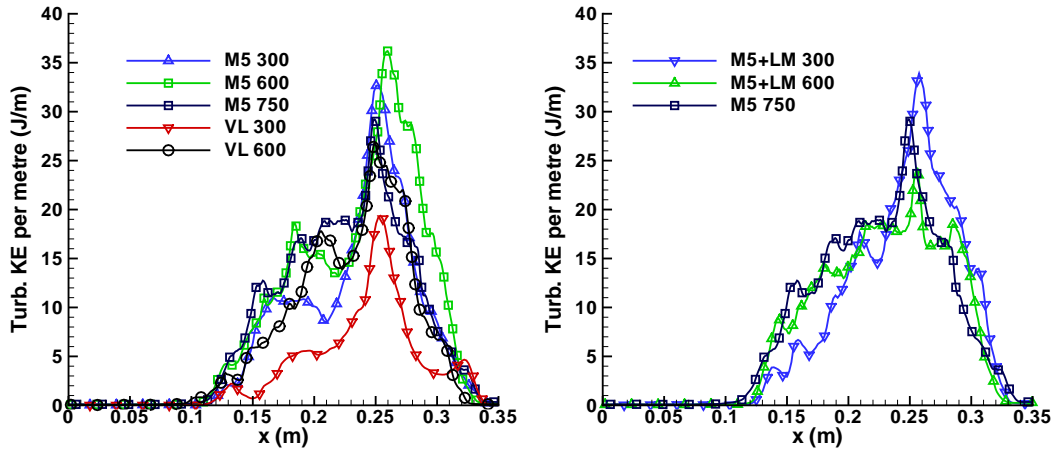 Turb. KE per metre (J/m)
40
35
30
25
20
15
10
5
0
0 0.05 0.1 0.15 0.2 0.25 0.3 0.35
x (m)
M5 300
M5 600
M5 750
VL 300
VL 600
Turb. KE per metre (J/m)
40
35
30
25
20
15
10
5
0
0 0.05 0.1 0.15 0.2 0.25 0.3 0.35
x (m)
M5+LM 300
M5+LM 600
M5 750